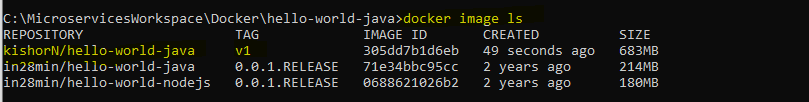 C:\MicroservicesWorkspace\Docker\hello-world-java>docker image ls
REPOSITORY TAG IMAGE ID CREATED SIZE
kishorN/hello-world-java v1 305dd7b1d6eb 49 seconds ago 683MB
in28min/hello-world-java 0.0.1.RELEASE 71e34bbc95cc 2 years ago 214MB
in28min/hello-world-nodejs 0.0.1.RELEASE 0688621026b2 2 years ago 180MB